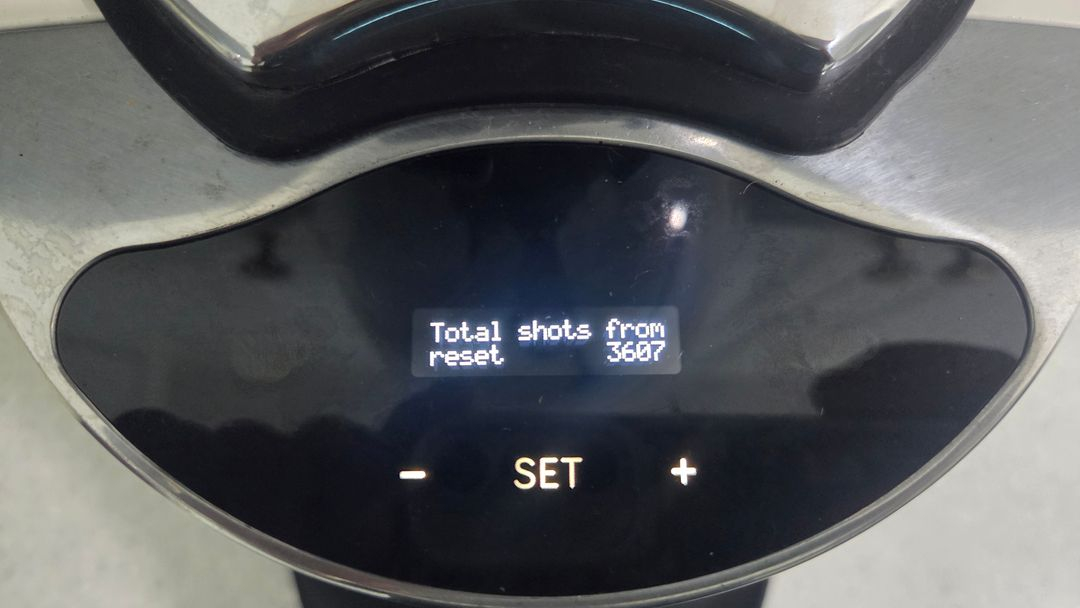 Total shots from
reset 3607
- SET +